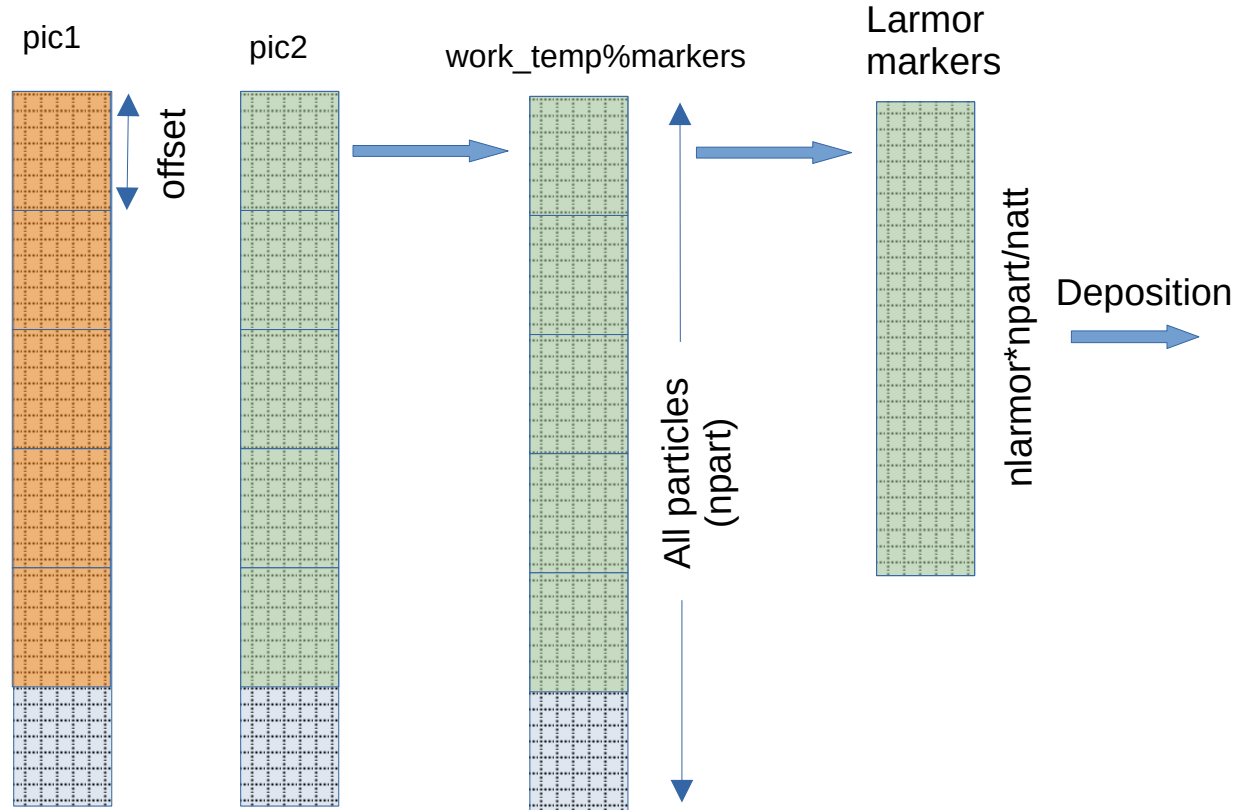 pic1
pic2
work_temp%markers
Larmor
markers
offset
All particles
(npart)
nlarmor*npart/natt
Deposition